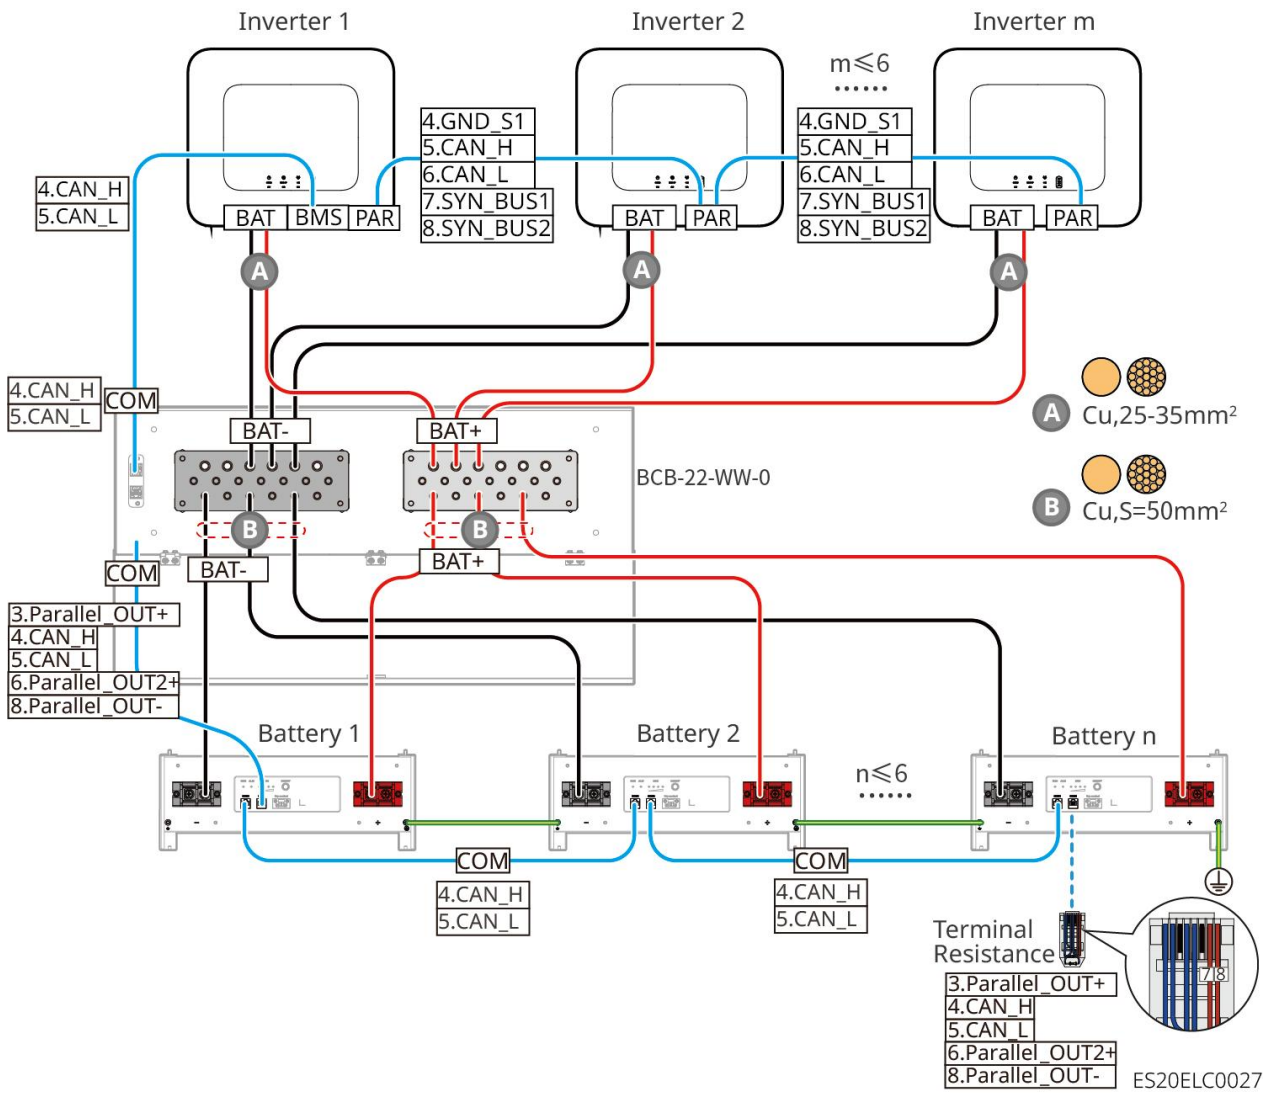 Inverter 1
Inverter 2
Inverter m
m≤6
4.GND_S1
5.CAN_H
6.CAN_L
7.SYN_BUS1
8.SYN_BUS2
4.GND_S1
5.CAN_H
6.CAN_L
7.SYN_BUS1
8.SYN_BUS2
4.CAN_H
5.CAN_L
BAT
BMS
PAR
BAT
PAR
BAT
PAR
A
A
A
4.CAN_H
5.CAN_L
COM
BAT-
BAT+
A
Cu,25-35mm²
BCB-22-WW-0
B
Cu,S=50mm²
B
B
COM
BAT-
BAT+
3.Parallel_OUT+
4.CAN_H
5.CAN_L
6.Parallel_OUT2+
8.Parallel_OUT-
Battery 1
Battery 2
Battery n
n≤6
- +
- +
- +
COM
4.CAN_H
5.CAN_L
COM
4.CAN_H
5.CAN_L
Terminal
Resistance
7 8
3.Parallel_OUT+
4.CAN_H
5.CAN_L
6.Parallel_OUT2+
8.Parallel_OUT-
ES20ELC0027